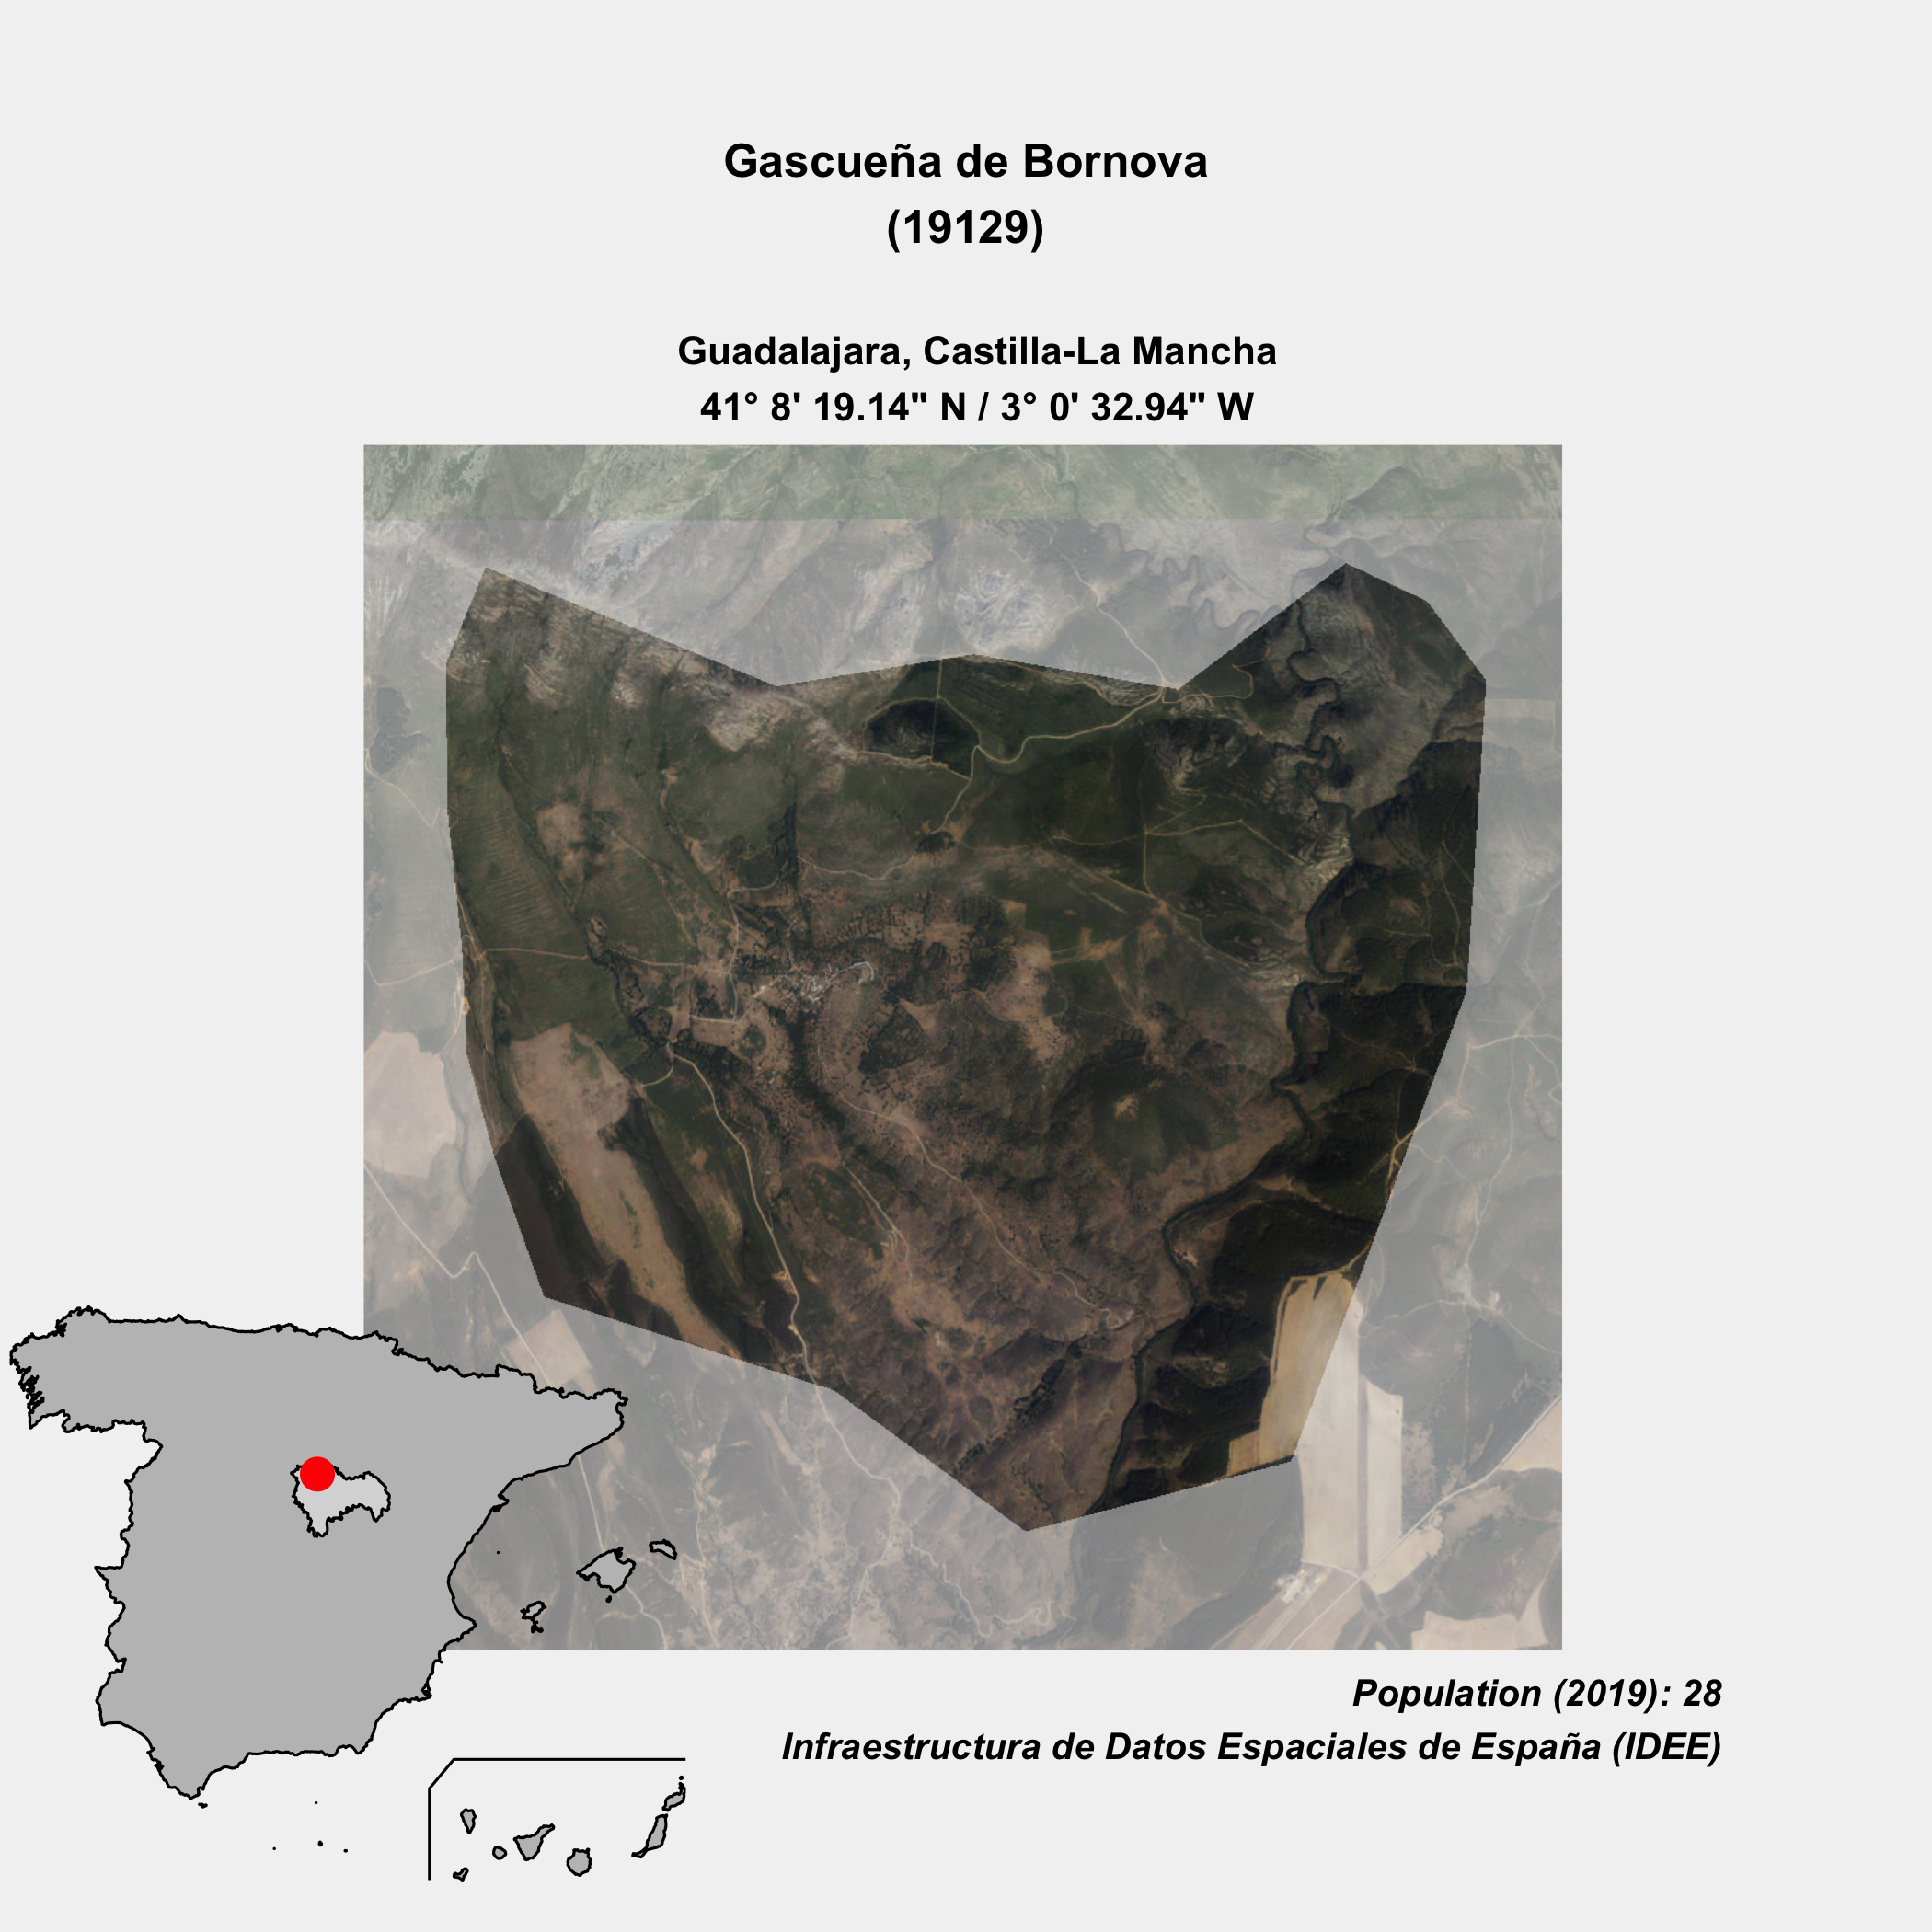 Gascueña de Bornova
(19129)
Guadalajara, Castilla-La Mancha
41° 8' 19.14" N / 3° 0' 32.94" W
Population (2019): 28
Infraestructura de Datos Espaciales de España (IDEE)